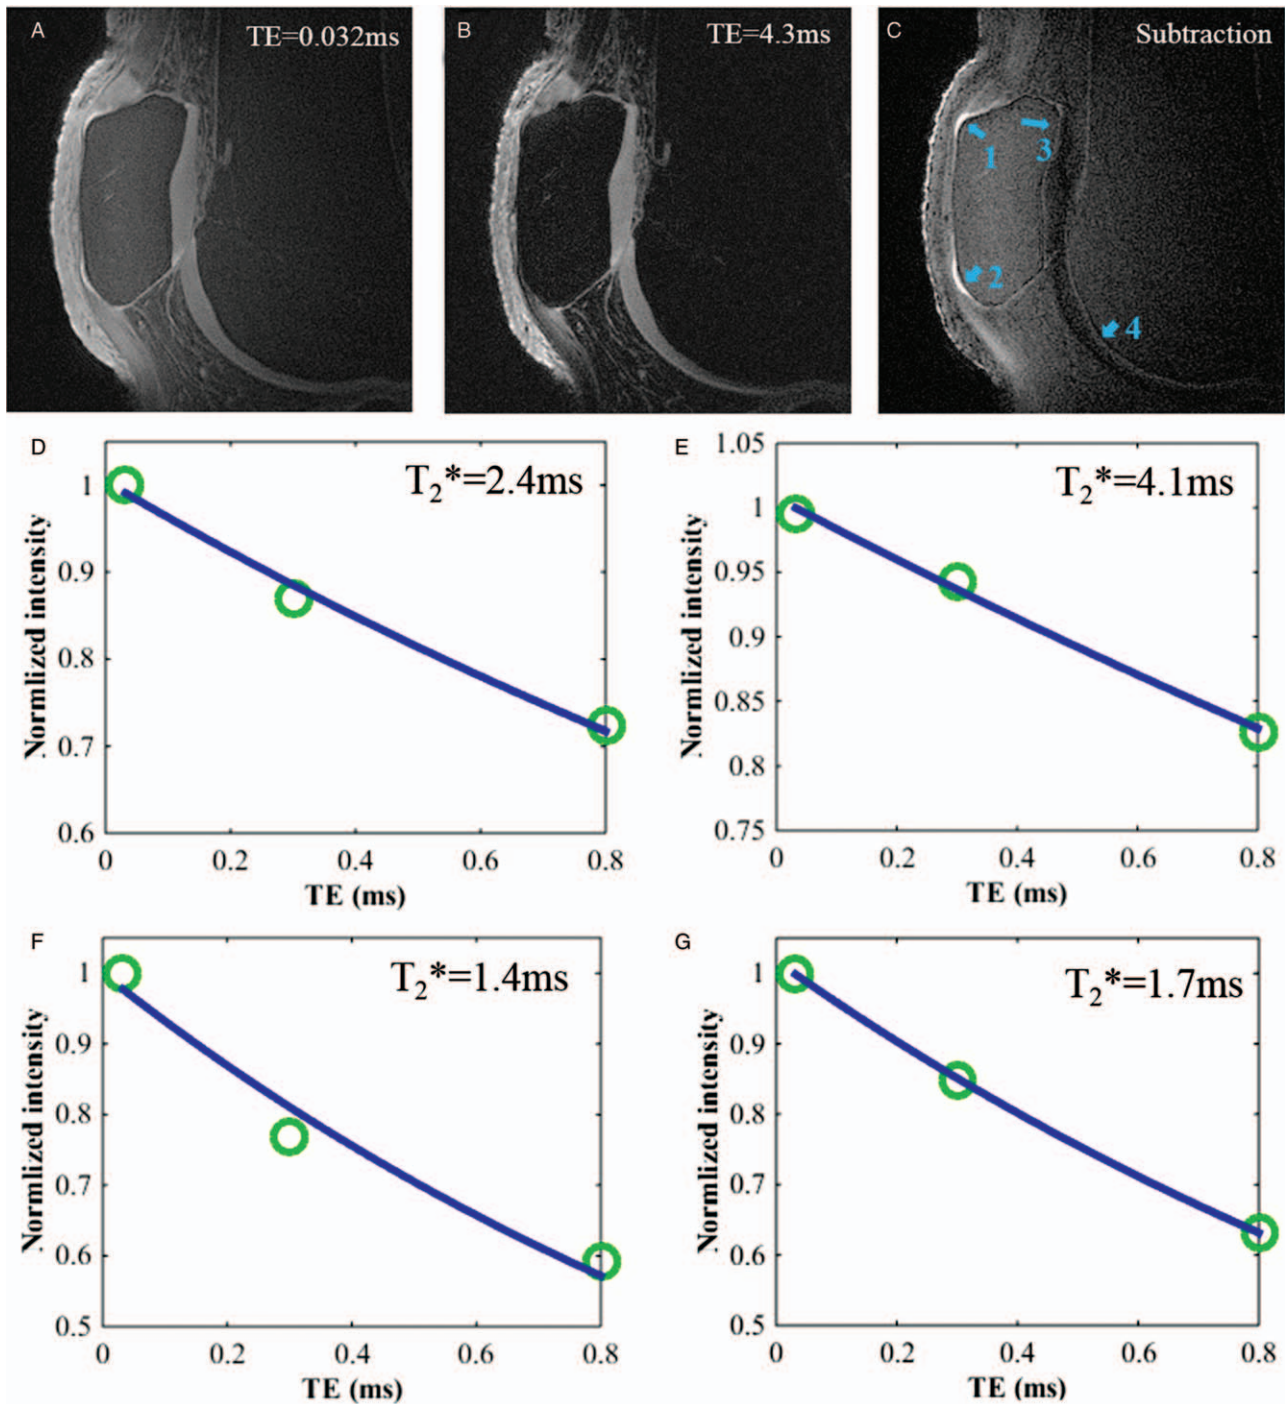 A
TE=0.032ms
B
TE=4.3ms
C
Subtraction
1
3
2
4
D
T2*=2.4ms
Normlized intensity
1
0.9
0.8
0.7
0.6
0
0.2
0.4
0.6
0.8
TE (ms)
E
T2*=4.1ms
Normlized intensity
1.05
1
0.95
0.9
0.85
0.8
0.75
0
0.2
0.4
0.6
0.8
TE (ms)
F
T2*=1.4ms
Normlized intensity
1
0.9
0.8
0.7
0.6
0.5
0
0.2
0.4
0.6
0.8
TE (ms)
G
T2*=1.7ms
Normlized intensity
1
0.9
0.8
0.7
0.6
0.5
0
0.2
0.4
0.6
0.8
TE (ms)